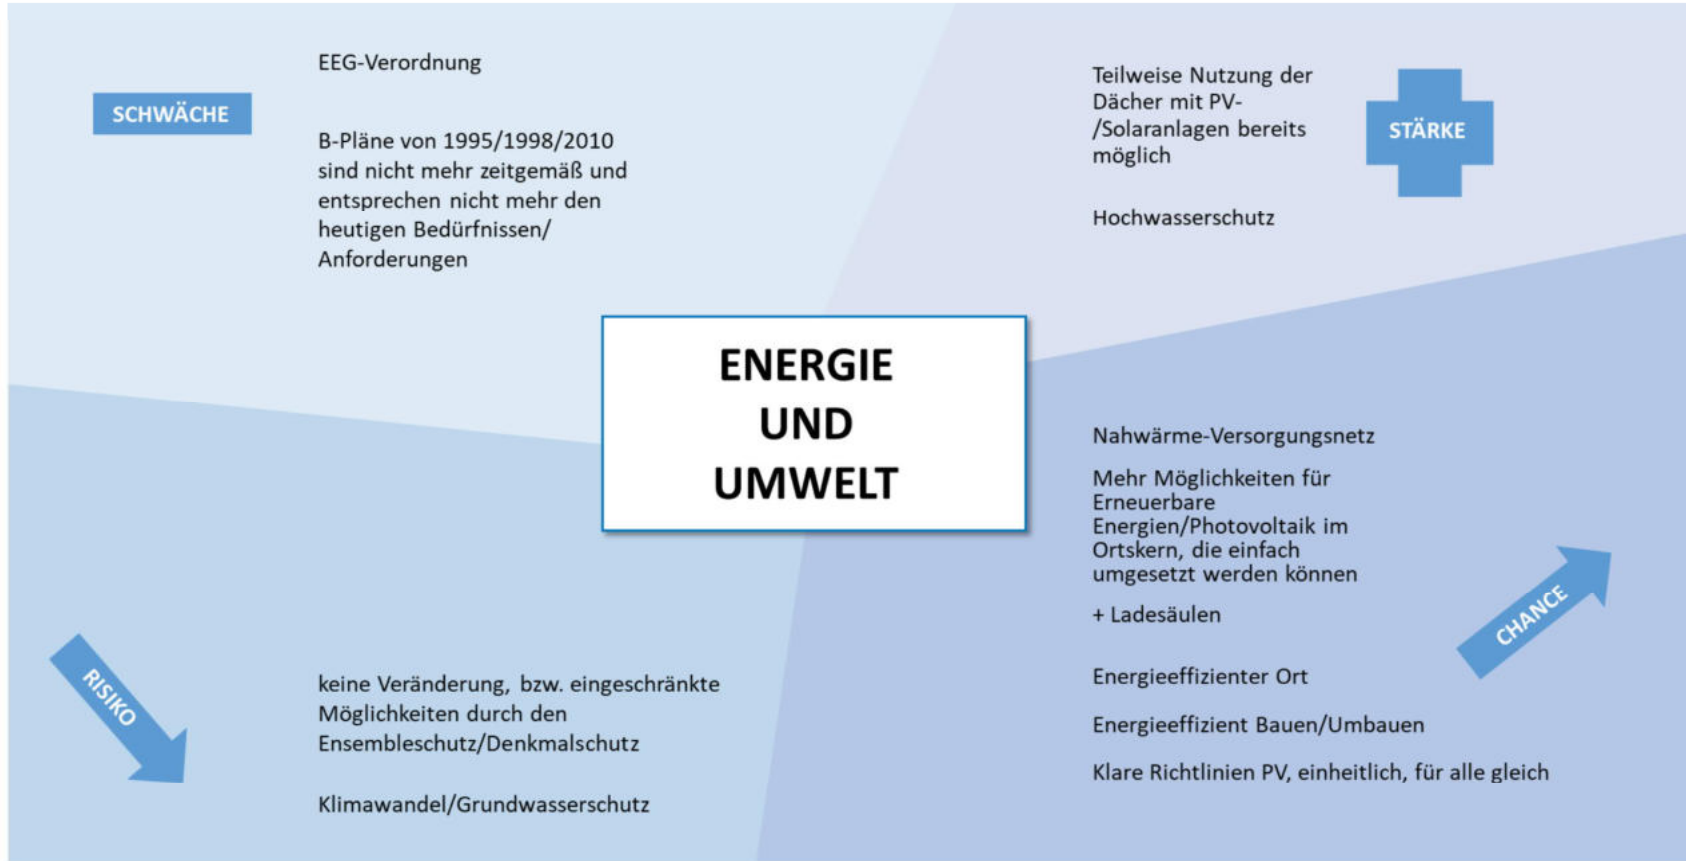 SCHWÄCHE
EEG-Verordnung
B-Pläne von 1995/1998/2010
sind nicht mehr zeitgemäß und
entsprechen nicht mehr den
heutigen Bedürfnissen/
Anforderungen
Teilweise Nutzung der
Dächer mit PV-
/Solaranlagen bereits
möglich
Hochwasserschutz
STÄRKE
ENERGIE
UND
UMWELT
RISIKO
keine Veränderung, bzw. eingeschränkte
Möglichkeiten durch den
Ensembleschutz/Denkmalschutz
Klimawandel/Grundwasserschutz
Nahwärme-Versorgungsnetz
Mehr Möglichkeiten für
Erneuerbare
Energien/Photovoltaik im
Ortskern, die einfach
umgesetzt werden können
+ Ladesäulen
Energieeffizienter Ort
Energieeffizient Bauen/Umbauen
Klare Richtlinien PV, einheitlich, für alle gleich
CHANCE